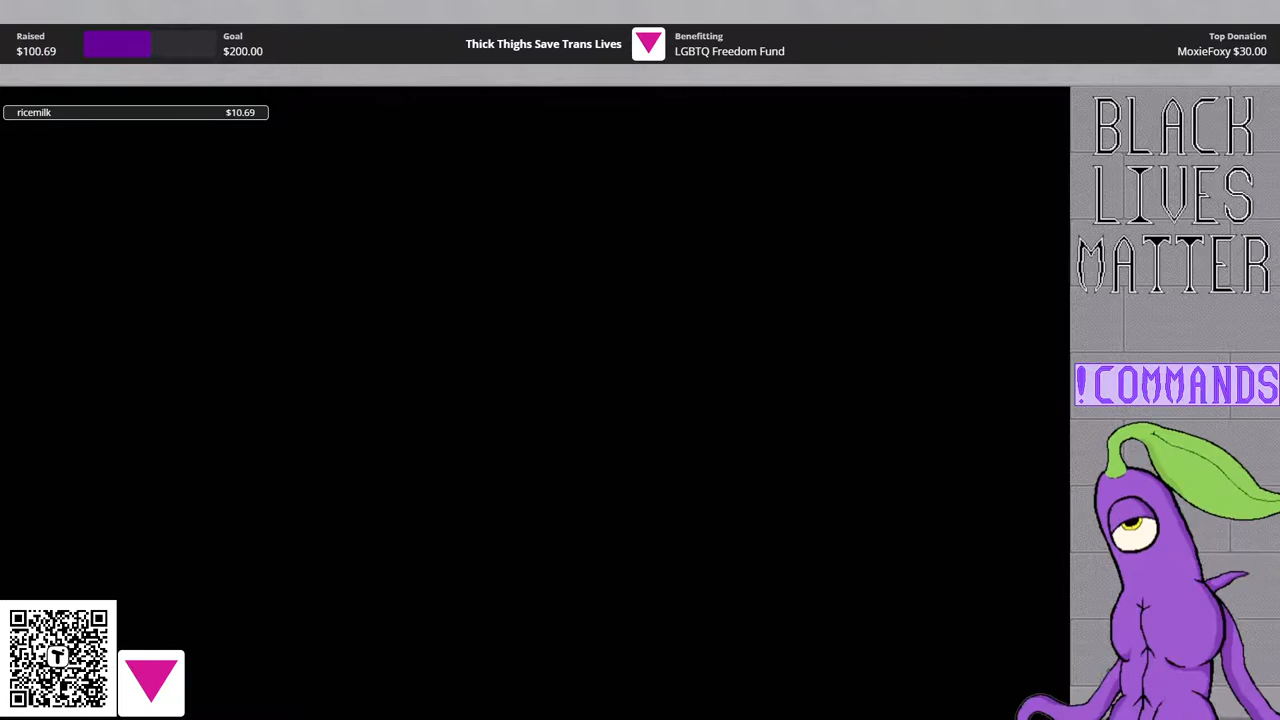 Raised
$100.69
Goal
$200.00
Thick Thighs Save Trans Lives
Benefitting
LGBTQ Freedom Fund
Top Donation
MoxieFoxy $30.00
ricemilk $10.69
BLACK
LIVES
MATTER
!COMMANDS
T